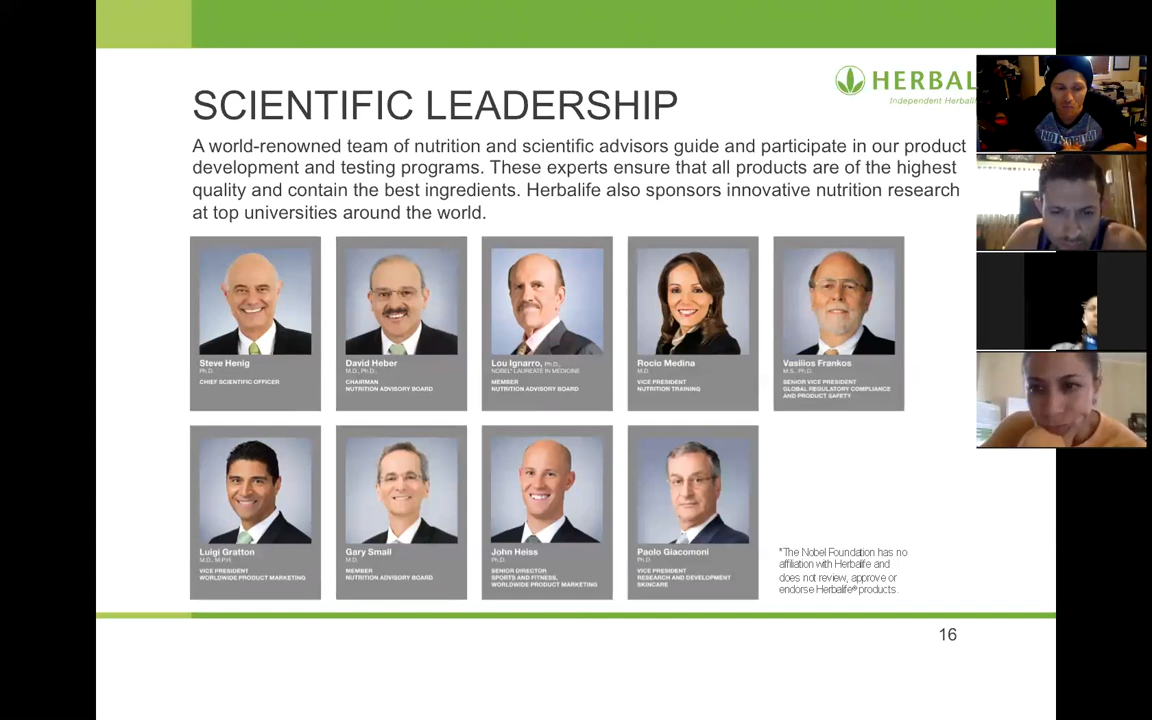 HERBAL
Independent Herbali
SCIENTIFIC LEADERSHIP
A world-renowned team of nutrition and scientific advisors guide and participate in our product
development and testing programs. These experts ensure that all products are of the highest
quality and contain the best ingredients. Herbalife also sponsors innovative nutrition research
at top universities around the world.
Steve Henig
Ph.D.
CHIEF SCIENTIFIC OFFICER
David Heber
M.D., Ph.D.,
CHAIRMAN
NUTRITION ADVISORY BOARD
Lou Ignarro, Ph.D.,
NOBEL* LAUREATE IN MEDICINE
MEMBER
NUTRITION ADVISORY BOARD
Rocio Medina
M.D.
VICE PRESIDENT
NUTRITION TRAINING
Vasilios Frankos
M.S., Ph.D.
SENIOR VICE PRESIDENT
GLOBAL REGULATORY COMPLIANCE
AND PRODUCT SAFETY
Luigi Gratton
M.D., M.P.H.
VICE PRESIDENT
WORLDWIDE PRODUCT MARKETING
Gary Small
M.D.
MEMBER
NUTRITION ADVISORY BOARD
John Heiss
Ph.D.
SENIOR DIRECTOR
SPORTS AND FITNESS,
WORLDWIDE PRODUCT MARKETING
Paolo Giacomoni
Ph.D.
VICE PRESIDENT
RESEARCH AND DEVELOPMENT
SKINCARE
*The Nobel Foundation has no
affiliation with Herbalife and
does not review, approve or
endorse Herbalife® products.
16